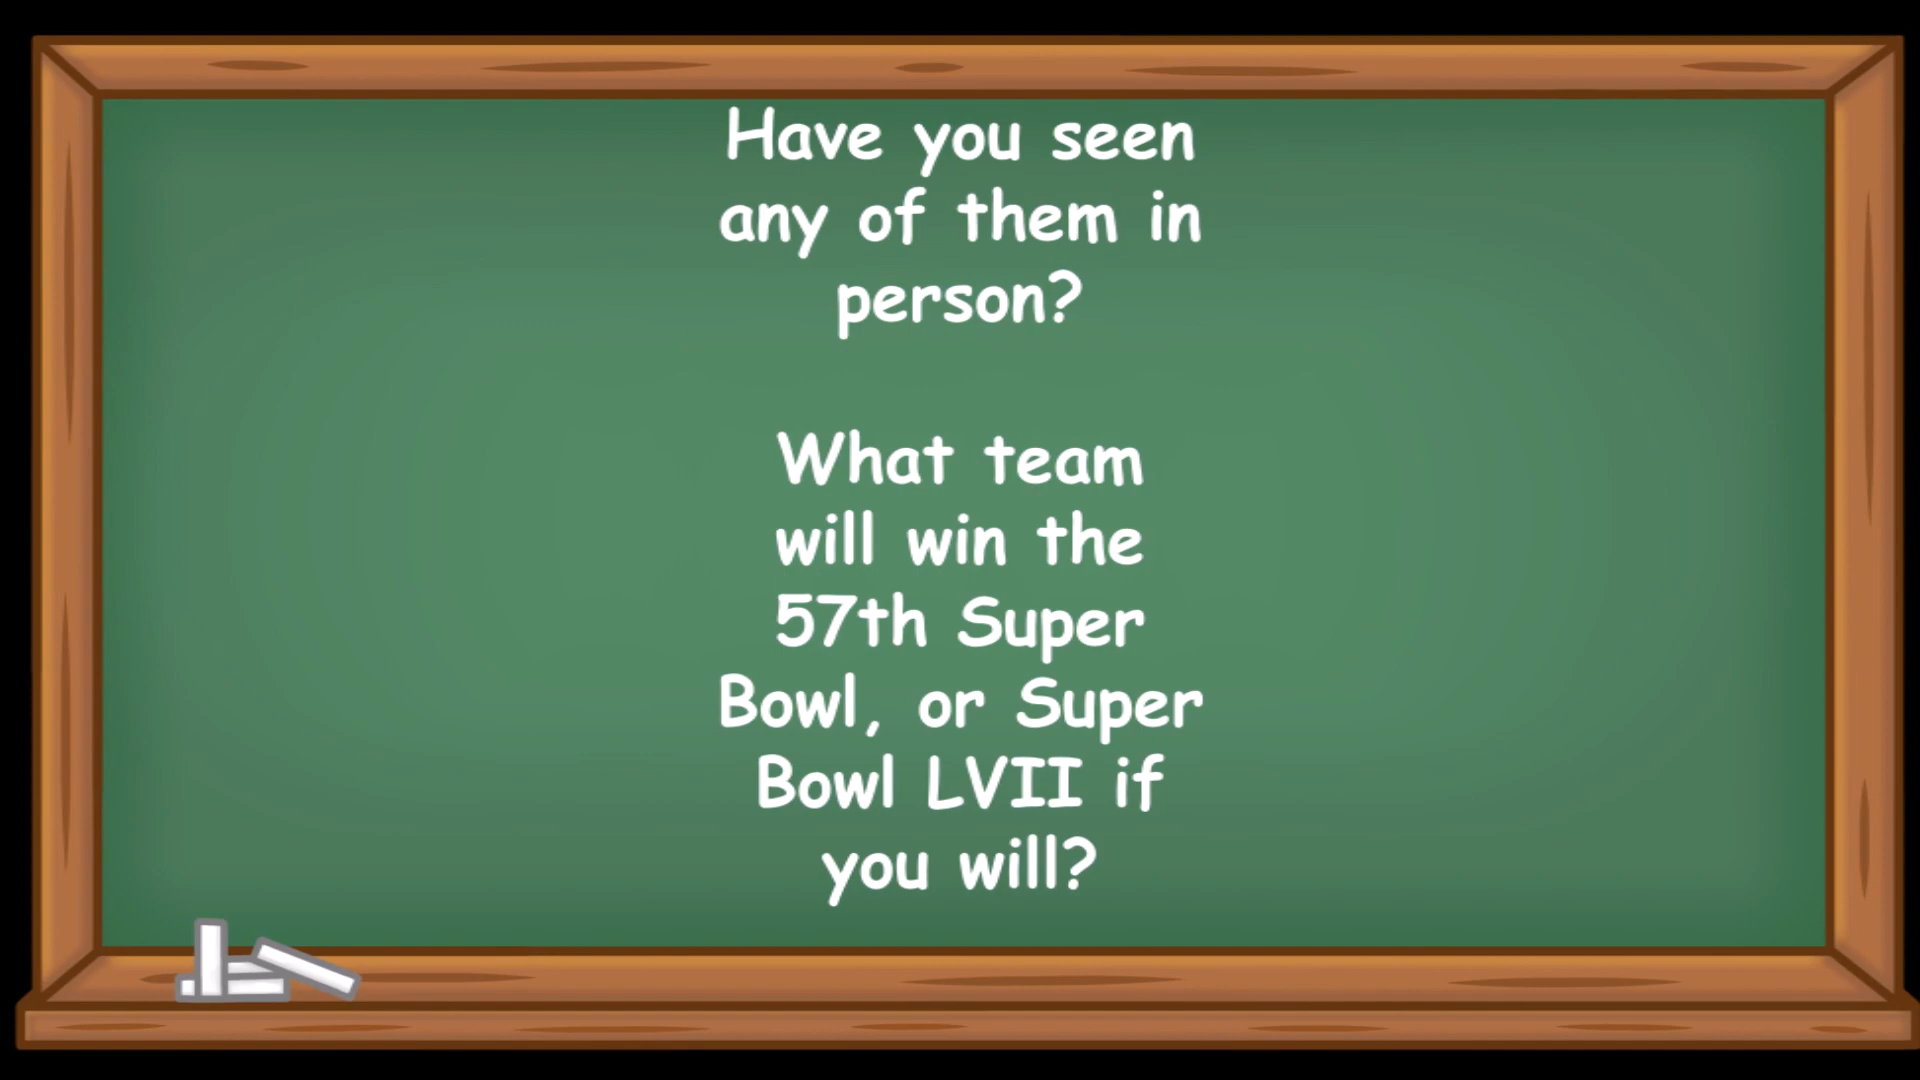 Have you seen
any of them in
person?
What team
will win the
57th Super
Bowl, or Super
Bowl LVII if
you will?